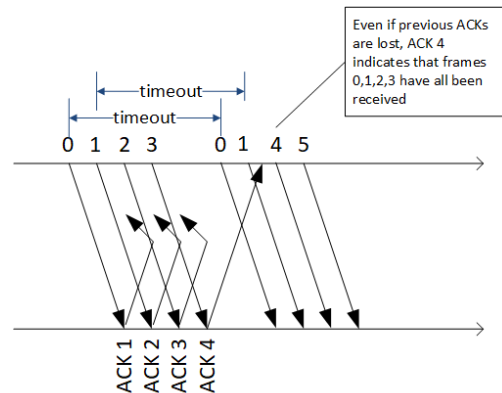 Even if previous ACKs
are lost, ACK 4
indicates that frames
0,1,2,3 have all been
received
timeout
timeout
0 1 2 3 0 1 4 5
ACK 1
ACK 2
ACK 3
ACK 4